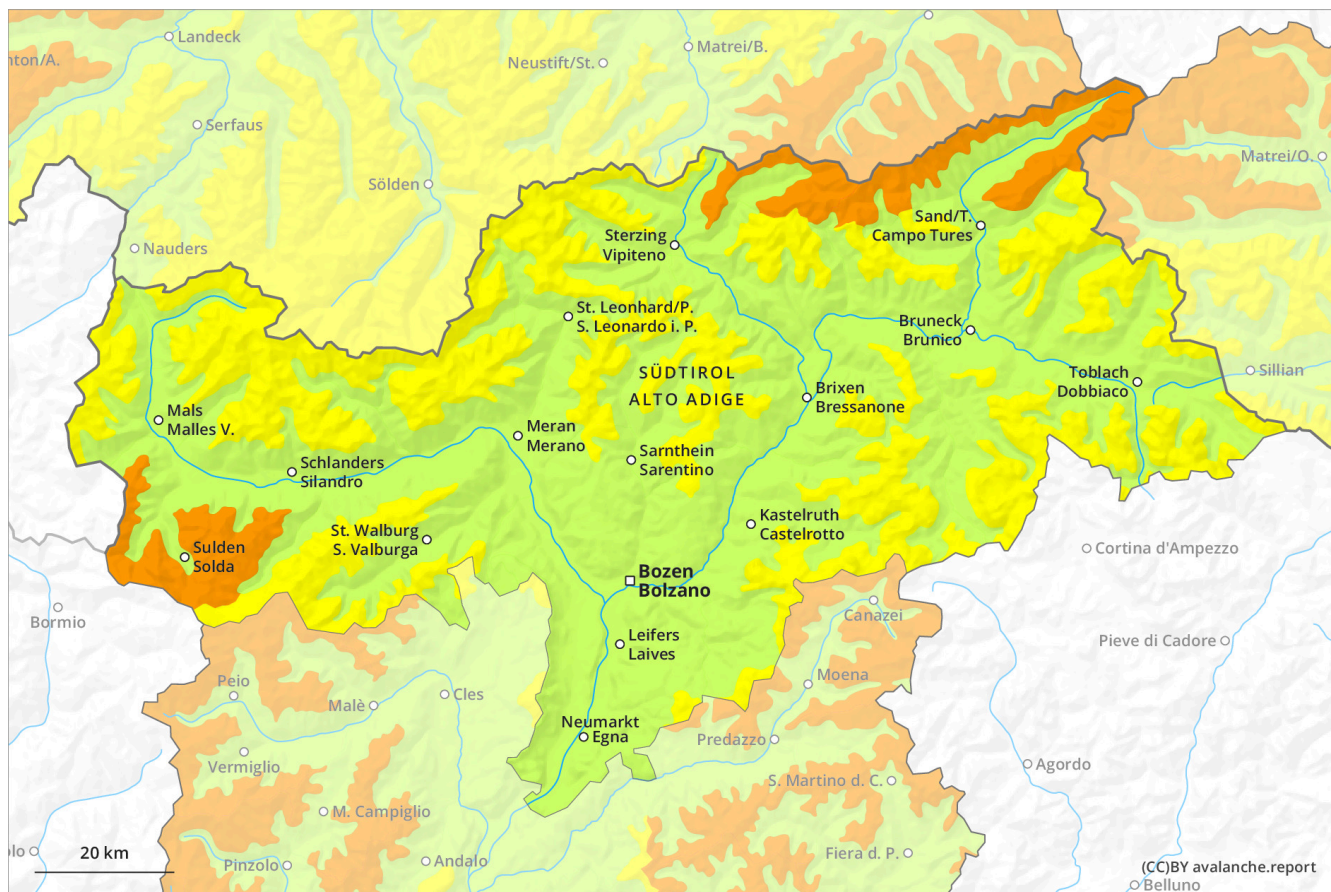 Landeck
nton/A.
Neustift/St.
Matrei/B.
Serfaus
Matrei/O.
Sölden
Sand/T.
Campo Tures
Sterzing
Vipiteno
Nauders
St. Leonhard/P.
S. Leonardo i. P.
Bruneck
Brunico
SÜDTIROL
ALTO ADIGE
Toblach
Dobbiaco
Sillian
Brixen
Bressanone
Mals
Malles V.
Meran
Merano
Sarnthein
Sarentino
Schlanders
Silandro
Kastelruth
Castelrotto
St. Walburg
S. Valburga
Sulden
Solda
Cortina d'Ampezzo
Bozen
Bolzano
Bormio
Canazei
Leifers
Laives
Pieve di Cadore
Peio
Moena
Cles
Malè
Neumarkt
Egna
Predazzo
Vermiglio
Agordo
S. Martino d. C.
M. Campiglio
olo
20 km
Pinzolo
Andalo
Fiera d. P.
(CC)BY avalanche.report
Belluno